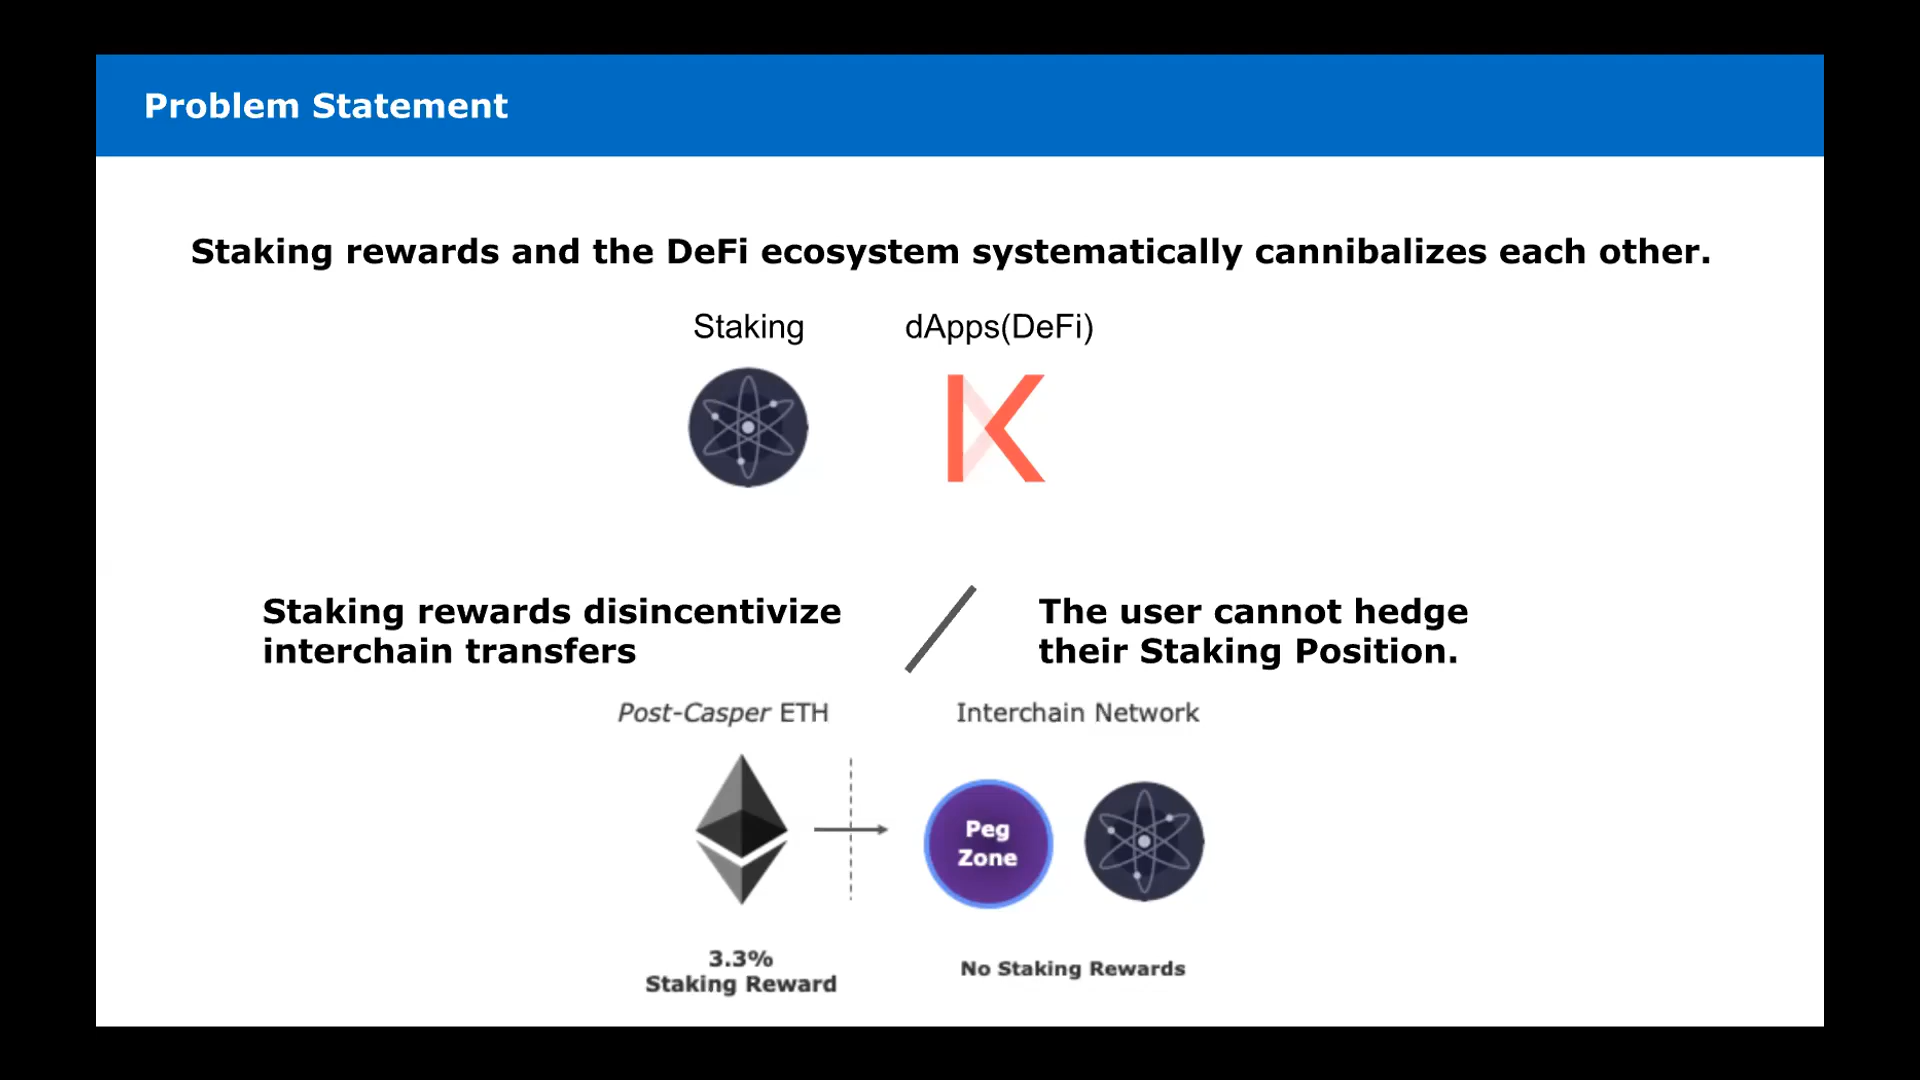 Problem Statement
Staking rewards and the DeFi ecosystem systematically cannibalizes each other.
Staking
dApps(DeFi)
Staking rewards disincentivize
interchain transfers
The user cannot hedge
their Staking Position.
Post-Casper ETH
Interchain Network
Peg
Zone
3.3%
Staking Reward
No Staking Rewards